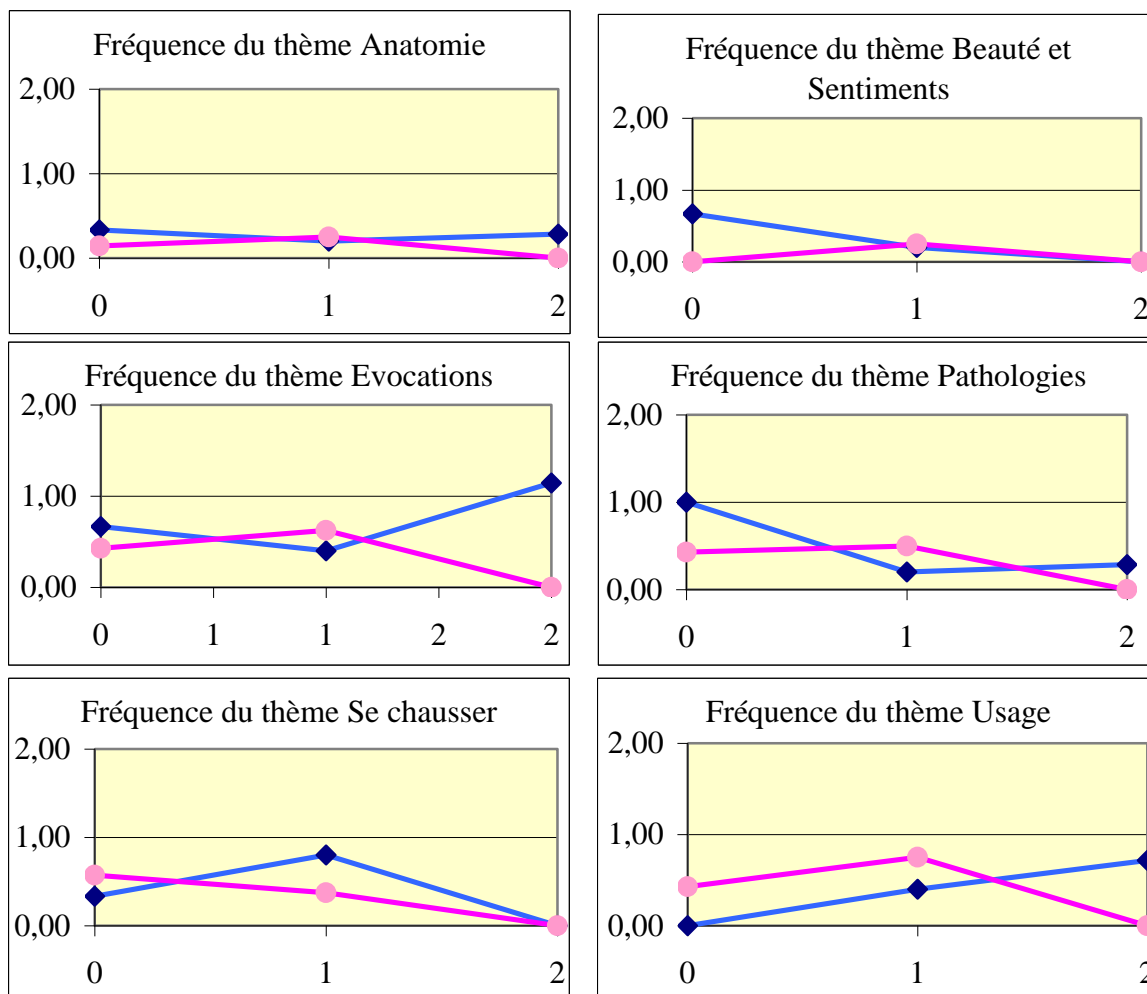 Fréquence du thème Anatomie
2,00
1,00
0,00
0 1 2
Fréquence du thème Beauté et
Sentiments
2,00
1,00
0,00
0 1 2
Fréquence du thème Evocations
2,00
1,00
0,00
0 1 1 2 2
Fréquence du thème Pathologies
2,00
1,00
0,00
0 1 2
Fréquence du thème Se chausser
2,00
1,00
0,00
0 1 2
Fréquence du thème Usage
2,00
1,00
0,00
0 1 2